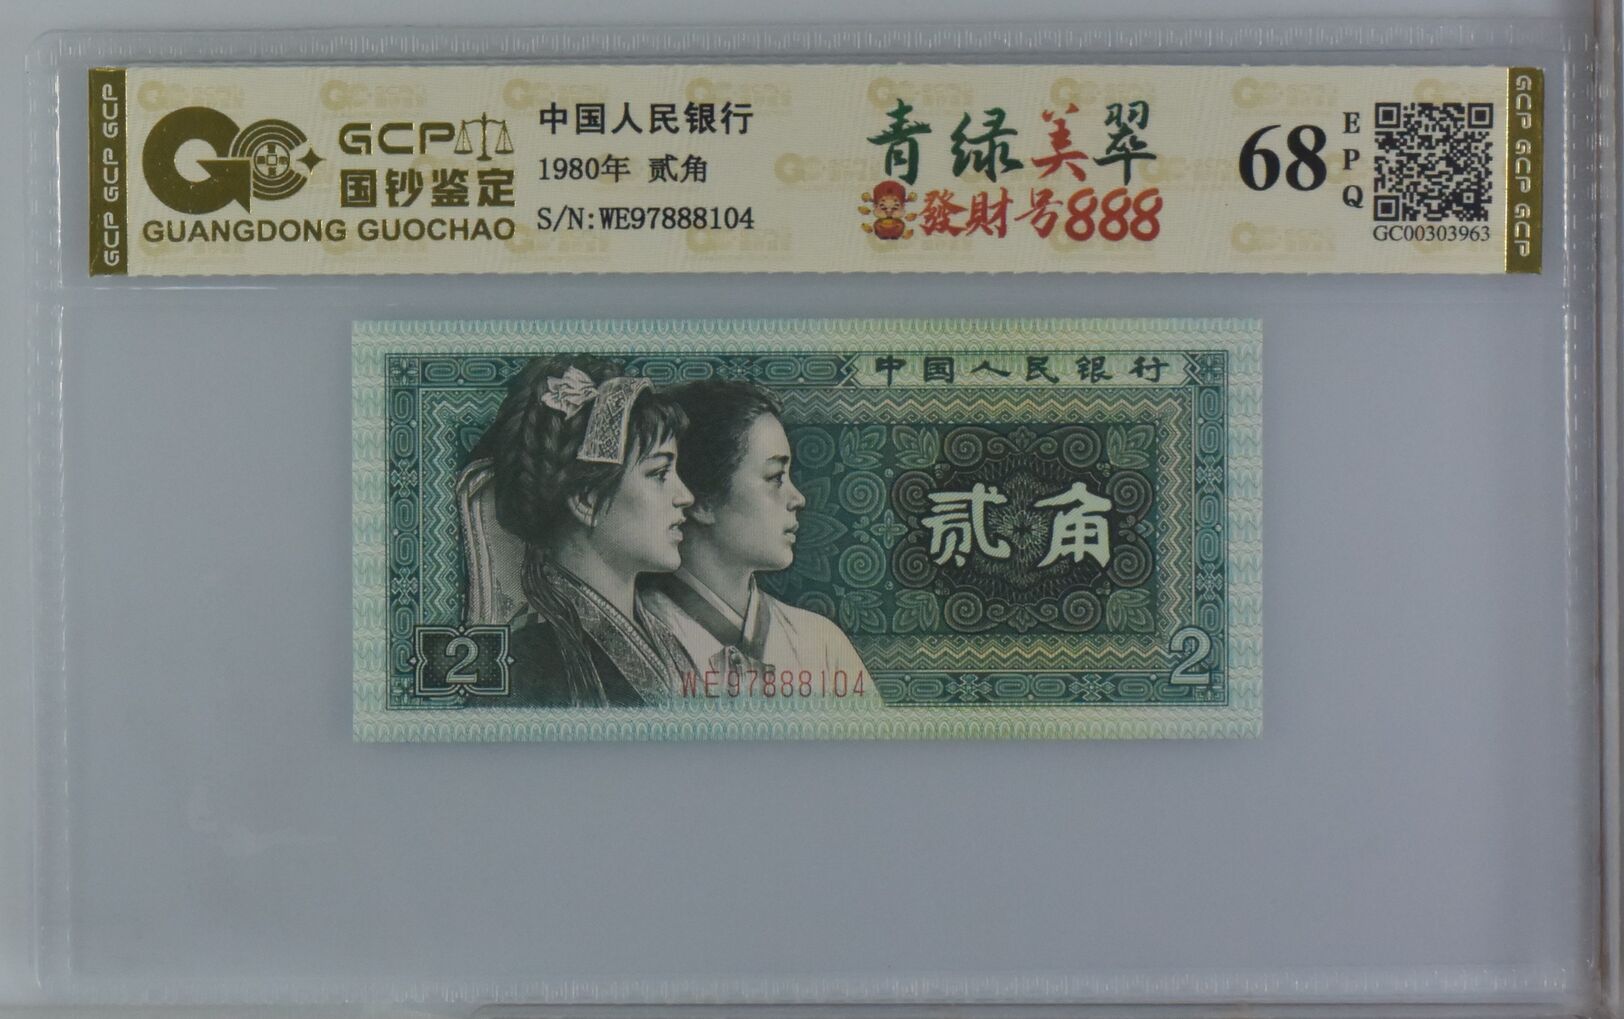 GCP GCP GCP
GCP
国钞鉴定
GUANGDONG GUOCHAO
中国人民银行
1980年 贰角
S/N:WE97888104
青绿美翠
發財号888
68
EPQ
GC00303963
GCP GCP GCP
中国人民银行
贰角
2
2
WE97888104